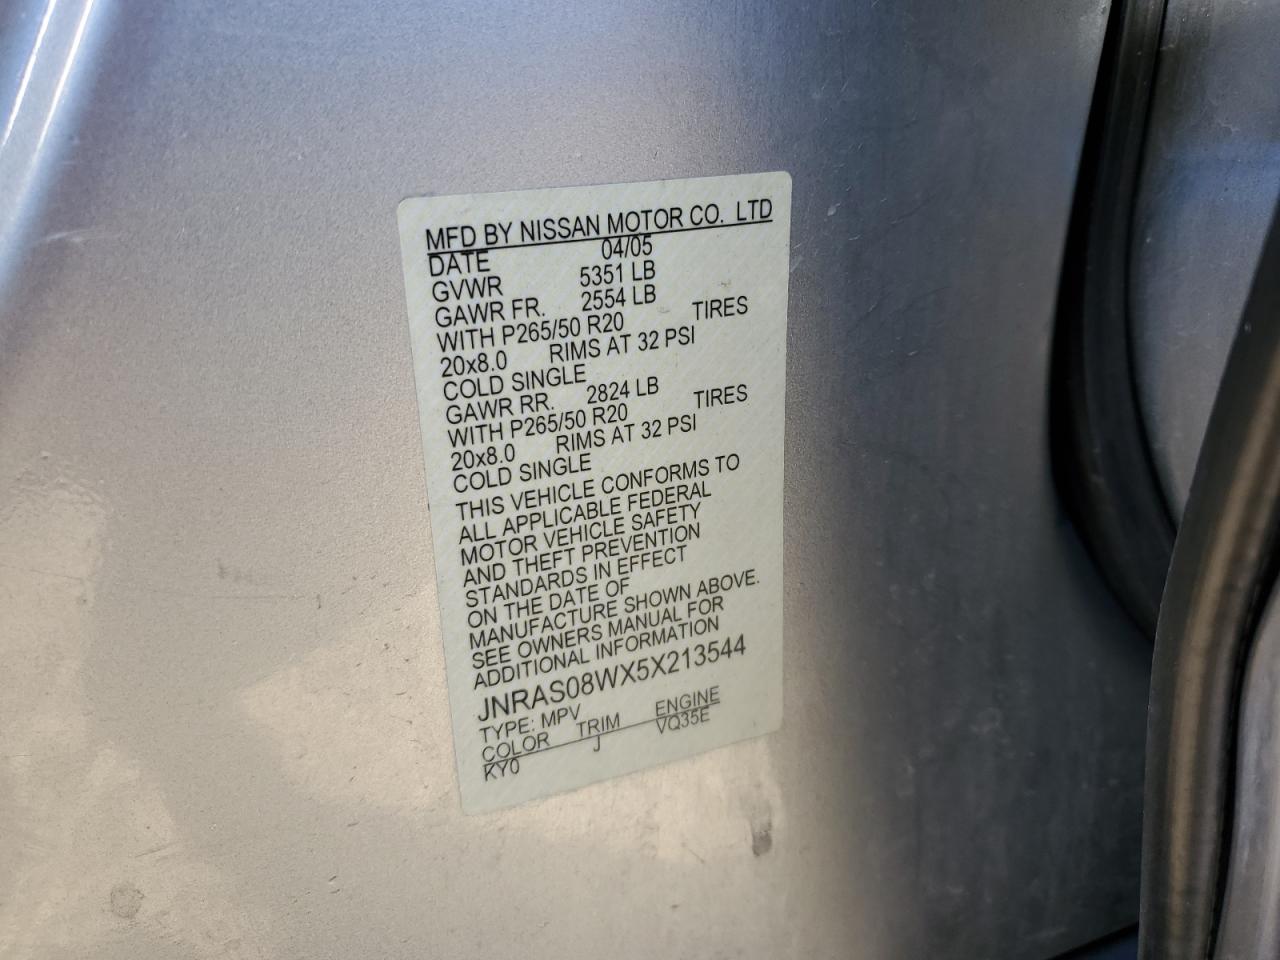 MFD BY NISSAN MOTOR CO. LTD
DATE 04/05
GVWR 5351 LB
GAWR FR. 2554 LB
WITH P265/50 R20 TIRES
20x8.0 RIMS AT 32 PSI
COLD SINGLE
GAWR RR. 2824 LB
WITH P265/50 R20 TIRES
20x8.0 RIMS AT 32 PSI
COLD SINGLE
THIS VEHICLE CONFORMS TO
ALL APPLICABLE FEDERAL
MOTOR VEHICLE SAFETY
AND THEFT PREVENTION
STANDARDS IN EFFECT
ON THE DATE OF
MANUFACTURE SHOWN ABOVE.
SEE OWNERS MANUAL FOR
ADDITIONAL INFORMATION
JNRAS08WX5X213544
TYPE: MPV
COLOR TRIM ENGINE
KY0 J VQ35E